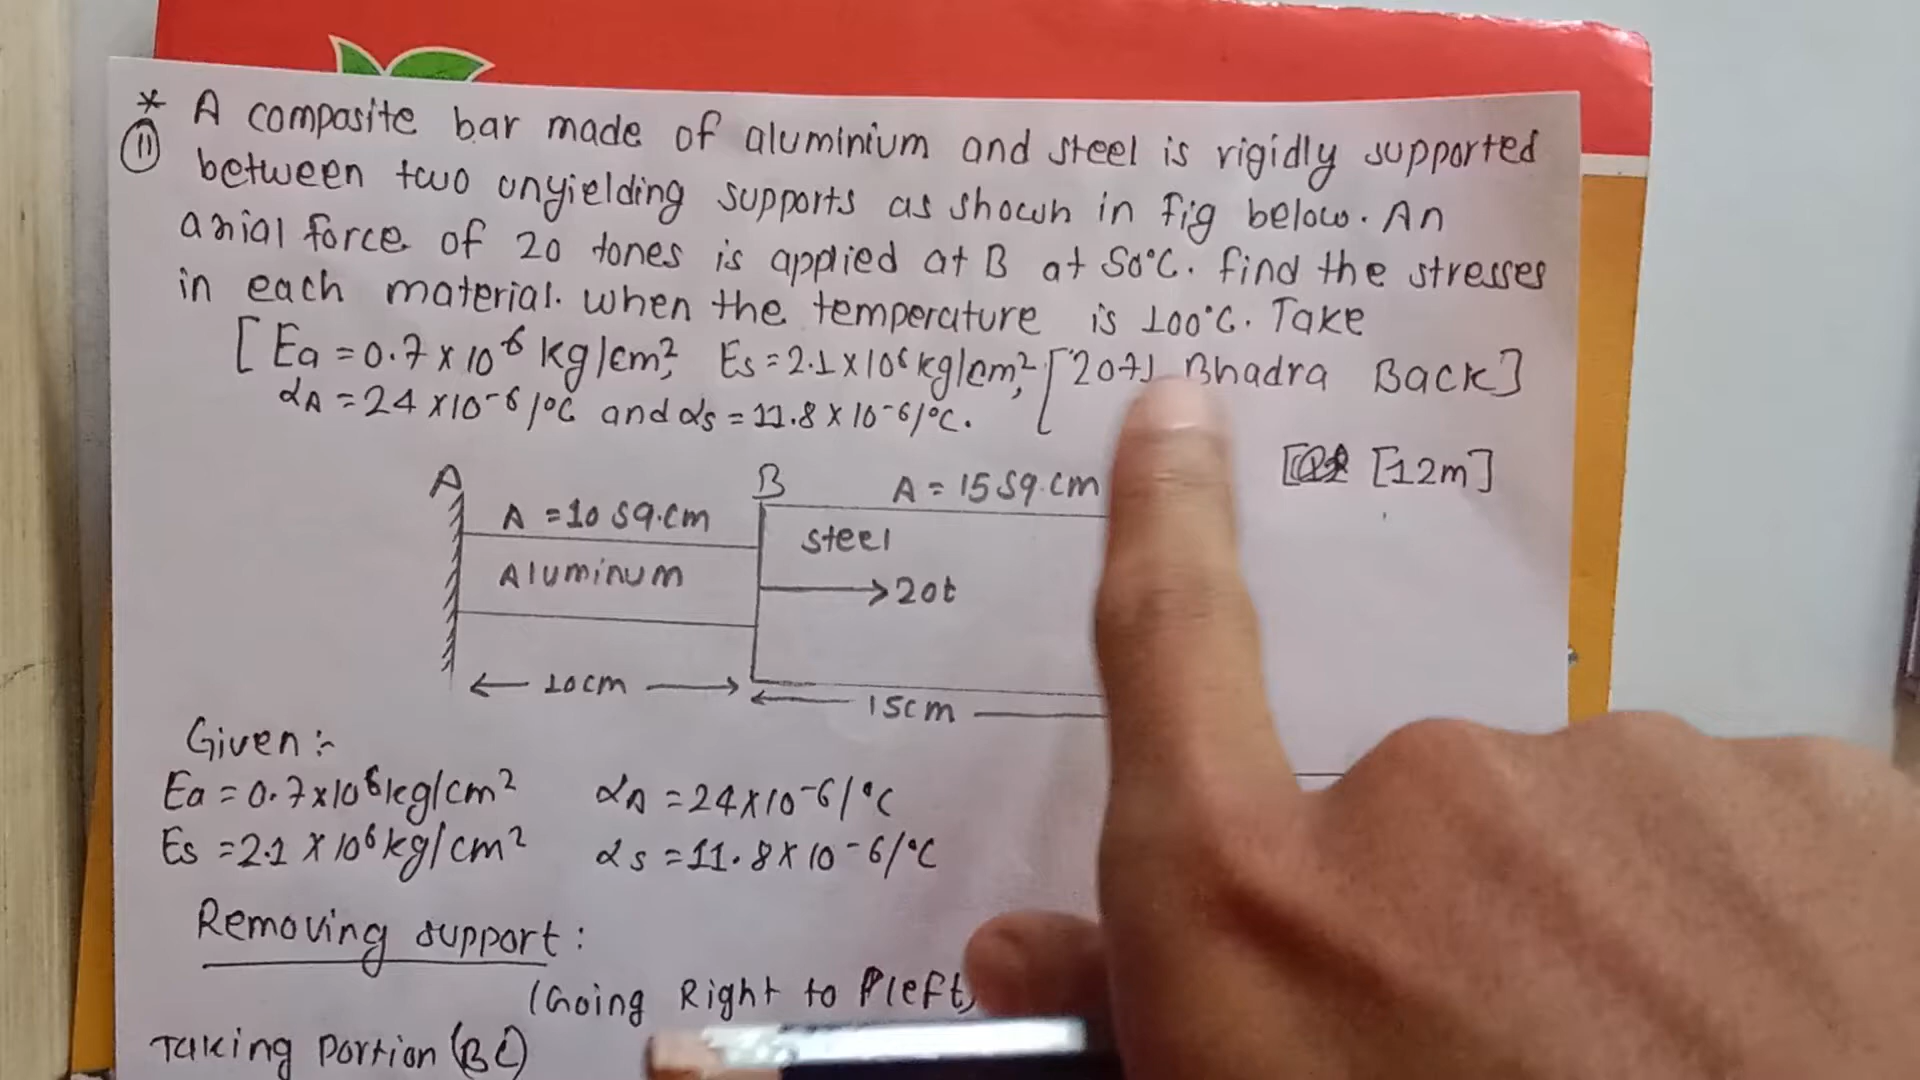 * A composite bar made of aluminium and steel is rigidly supported
(11) between two unyielding supports as shown in fig below. An
axial force of 20 tones is applied at B at 50°C. find the stresses
in each material. when the temperature is 100°C. Take
[Ea = 0.7 x 10^6 kg/cm², Es = 2.1 x 10^6 kg/cm², [2071 Bhadra Back]
αA = 24 x 10^-6 /°C and αs = 11.8 x 10^-6/°C.
[12m]
A
B
A = 15 sq.cm
A = 10 sq.cm
steel
Aluminum
20t
10cm
15cm
Given :-
Ea = 0.7x10^6 kg/cm² αA = 24x10^-6/°C
Es = 2.1 x 10^6 kg/cm² αs = 11.8x10^-6/°C
Removing support :
(Going Right to left)
Taking portion (BC)